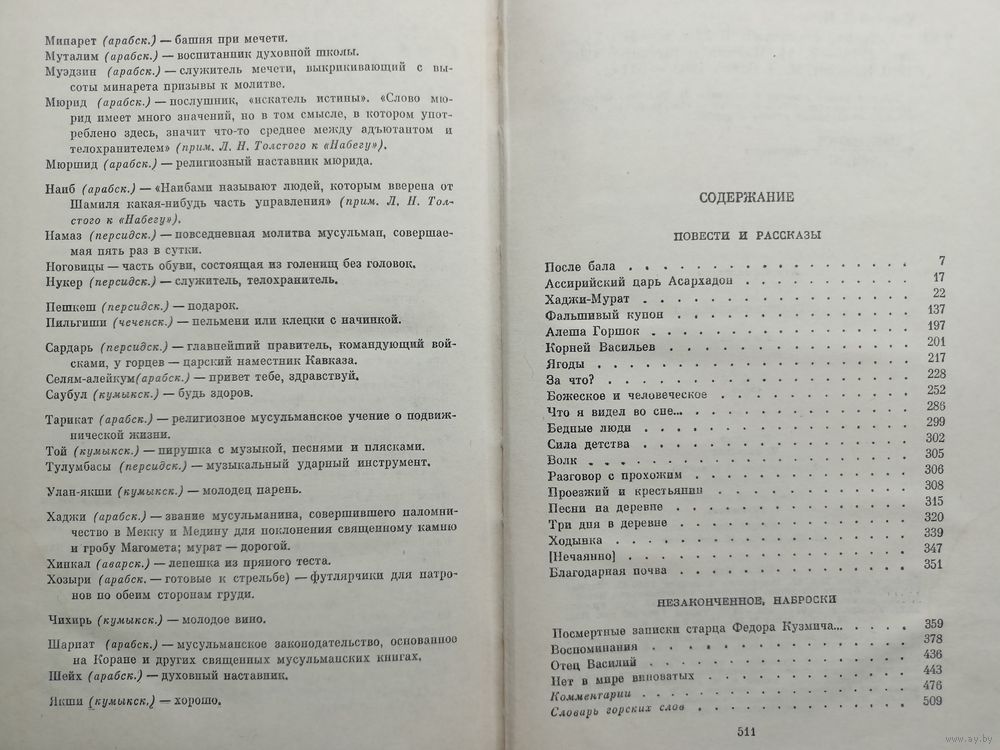 Минарет (арабск.) — башня при мечети.
Муталим (арабск.) — воспитанник духовной школы.
Муэдзин (арабск.) — служитель мечети, выкрикивающий с вы-
соты минарета призывы к молитве.
Мюрид (арабск.) — послушник, «искатель истины». «Слово мю-
рид имеет много значений, но в том смысле, в котором упот-
реблено здесь, значит что-то среднее между адъютантом и
телохранителем» (прим. Л. Н. Толстого к «Набегу»).
Мюршид (арабск.) — религиозный наставник мюрида.
Наиб (арабск.) — «Наибами называют людей, которым вверена от
Шамиля какая-нибудь часть управления» (прим. Л. Н. Тол-
стого к «Набегу»).
Намаз (персидск.) — повседневная молитва мусульман, совершае-
мая пять раз в сутки.
Ноговицы — часть обуви, состоящая из голенищ без головок.
Нукер (персидск.) — служитель, телохранитель.
Пешкеш (персидск.) — подарок.
Пильгиши (чеченск.) — пельмени или клецки с начинкой.
Сардарь (персидск.) — главнейший правитель, командующий вой-
сками, у горцев — царский наместник Кавказа.
Селям-алейкум(арабск.) — привет тебе, здравствуй.
Саубул (кумыкск.) — будь здоров.
Тарикат (арабск.) — религиозное мусульманское учение о подвиж-
нической жизни.
Той (кумыкск.) — пирушка с музыкой, песнями и плясками.
Тулумбасы (персидск.) — музыкальный ударный инструмент.
Улан-якши (кумыкск.) — молодец парень.
Хаджи (арабск.) — звание мусульманина, совершившего паломни-
чество в Мекку и Медину для поклонения священному камню
и гробу Магомета; мурат — дорогой.
Хинкал (аварск.) — лепешка из пряного теста.
Хозыри (арабск. — готовые к стрельбе) — футлярчики для патро-
нов по обеим сторонам груди.
Чихирь (кумыкск.) — молодое вино.
Шариат (арабск.) — мусульманское законодательство, основанное
на Коране и других священных мусульманских книгах.
Шейх (арабск.) — духовный наставник.
Якши (кумыкск.) — хорошо.
СОДЕРЖАНИЕ
ПОВЕСТИ И РАССКАЗЫ
После бала . . . . . . . . . . . . . . . . 7
Ассирийский царь Асархадон . . . . . . . . . . 17
Хаджи-Мурат . . . . . . . . . . . . . . . 22
Фальшивый купон . . . . . . . . . . . . . 137
Алеша Горшок . . . . . . . . . . . . . . 197
Корней Васильев . . . . . . . . . . . . . 201
Ягоды . . . . . . . . . . . . . . . . . 217
За что? . . . . . . . . . . . . . . . . 228
Божеское и человеческое . . . . . . . . . . . 252
Что я видел во сне... . . . . . . . . . . . . 286
Бедные люди . . . . . . . . . . . . . . . 299
Сила детства . . . . . . . . . . . . . . 302
Волк . . . . . . . . . . . . . . . . . 305
Разговор с прохожим . . . . . . . . . . . . 306
Проезжий и крестьянин . . . . . . . . . . . 308
Песни на деревне . . . . . . . . . . . . . 315
Три дня в деревне . . . . . . . . . . . . . 320
Ходынка . . . . . . . . . . . . . . . . 339
[Нечаянно] . . . . . . . . . . . . . . . 347
Благодарная почва . . . . . . . . . . . . . 351
НЕЗАКОНЧЕННОЕ, НАБРОСКИ
Посмертные записки старца Федора Кузмича... . . . . 359
Воспоминания . . . . . . . . . . . . . . 378
Отец Василий . . . . . . . . . . . . . . 436
Нет в мире виноватых . . . . . . . . . . . . 443
Комментарии . . . . . . . . . . . . . . . 476
Словарь горских слов . . . . . . . . . . . . 509
511
www.ay.by